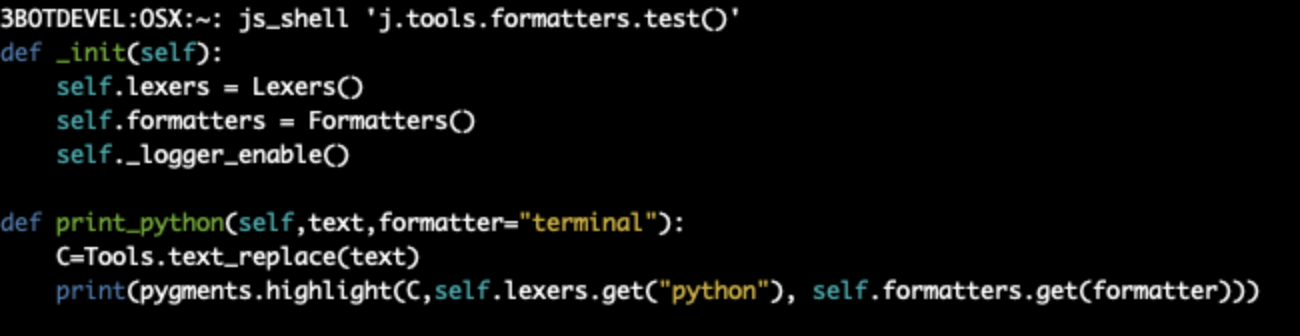 3BOTDEVEL:OSX:~: js_shell 'j.tools.formatters.test()'
def _init(self):
    self.lexers = Lexers()
    self.formatters = Formatters()
    self._logger_enable()

def print_python(self,text,formatter="terminal"):
    C=Tools.text_replace(text)
    print(pygments.highlight(C,self.lexers.get("python"), self.formatters.get(formatter)))